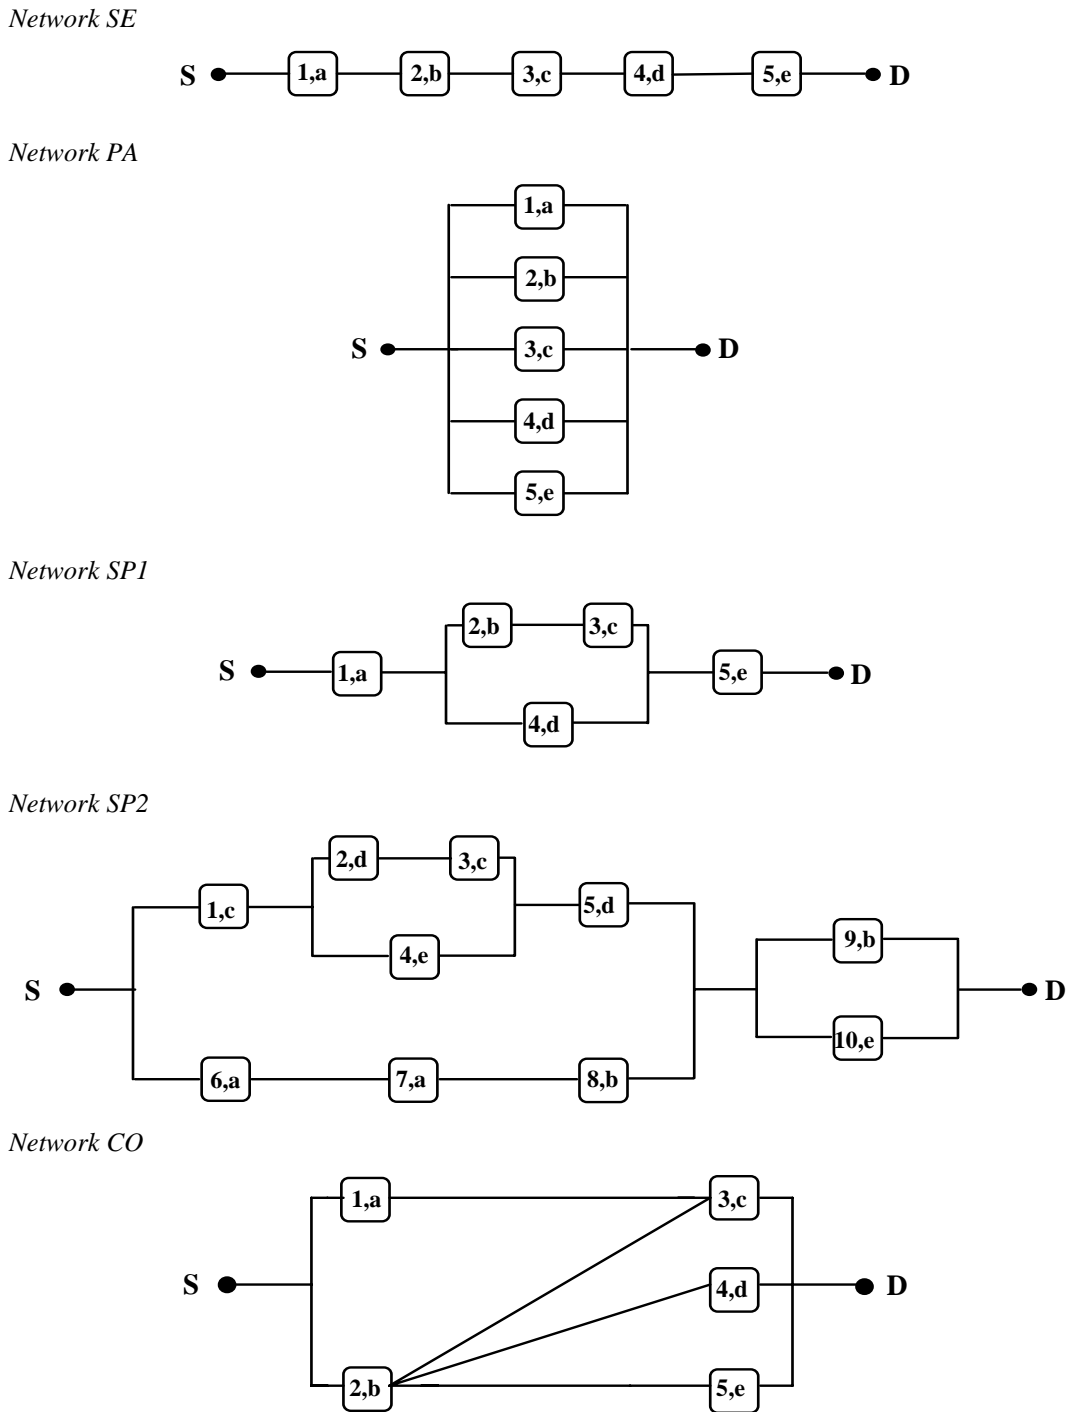 Network SE
S 1,a 2,b 3,c 4,d 5,e D
Network PA
1,a
2,b
S 3,c D
4,d
5,e
Network SP1
2,b 3,c
S 1,a 5,e D
4,d
Network SP2
2,d 3,c
1,c 5,d
9,b
4,e
S D
10,e
6,a 7,a 8,b
Network CO
1,a 3,c
S 4,d D
2,b 5,e